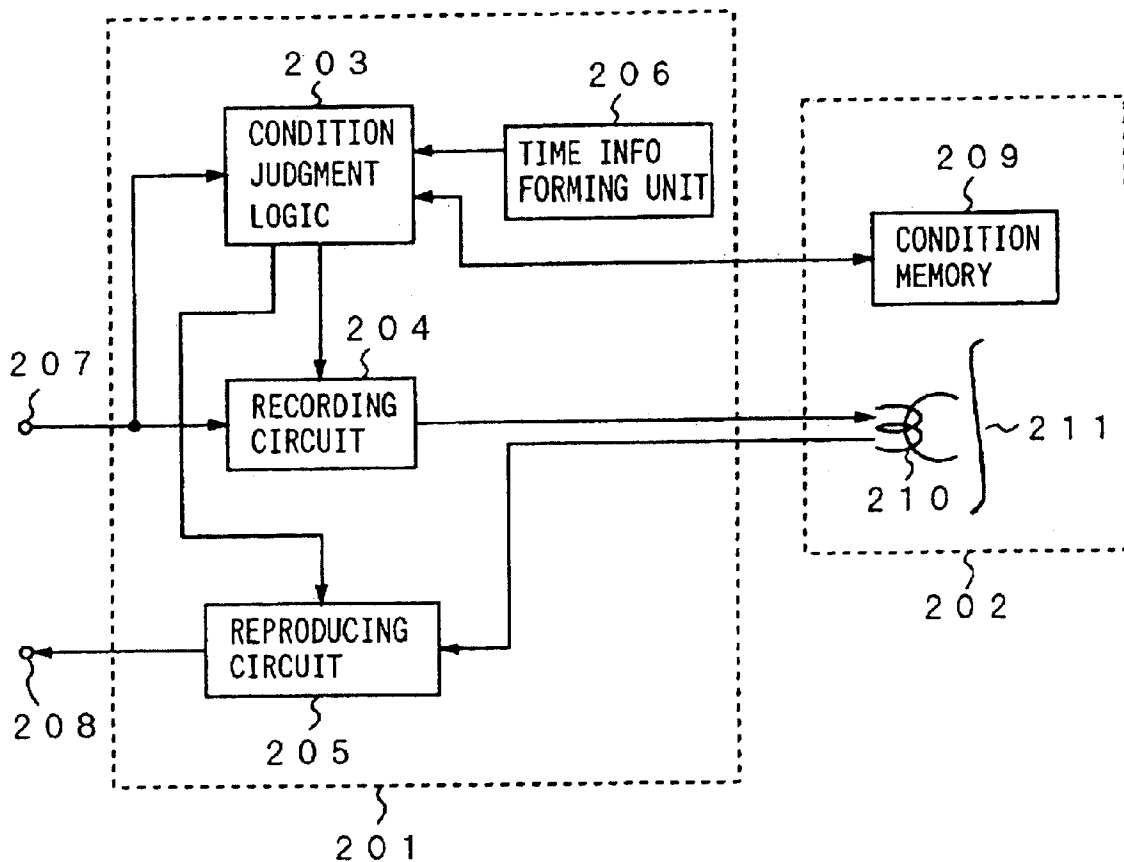 203
CONDITION
JUDGMENT
LOGIC
206
TIME INFO
FORMING UNIT
209
CONDITION
MEMORY
204
207
RECORDING
CIRCUIT
211
210
202
REPRODUCING
CIRCUIT
208
205
201